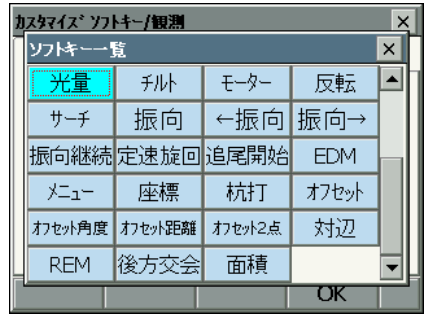 カスタマイズ ソフトキー/観測
ソフトキー一覧
光量 チルト モーター 反転
サーチ 振向 ←振向 振向→
振向継続 定速旋回 追尾開始 EDM
メニュー 座標 杭打 オフセット
オフセット角度 オフセット距離 オフセット2点 対辺
REM 後方交会 面積
OK